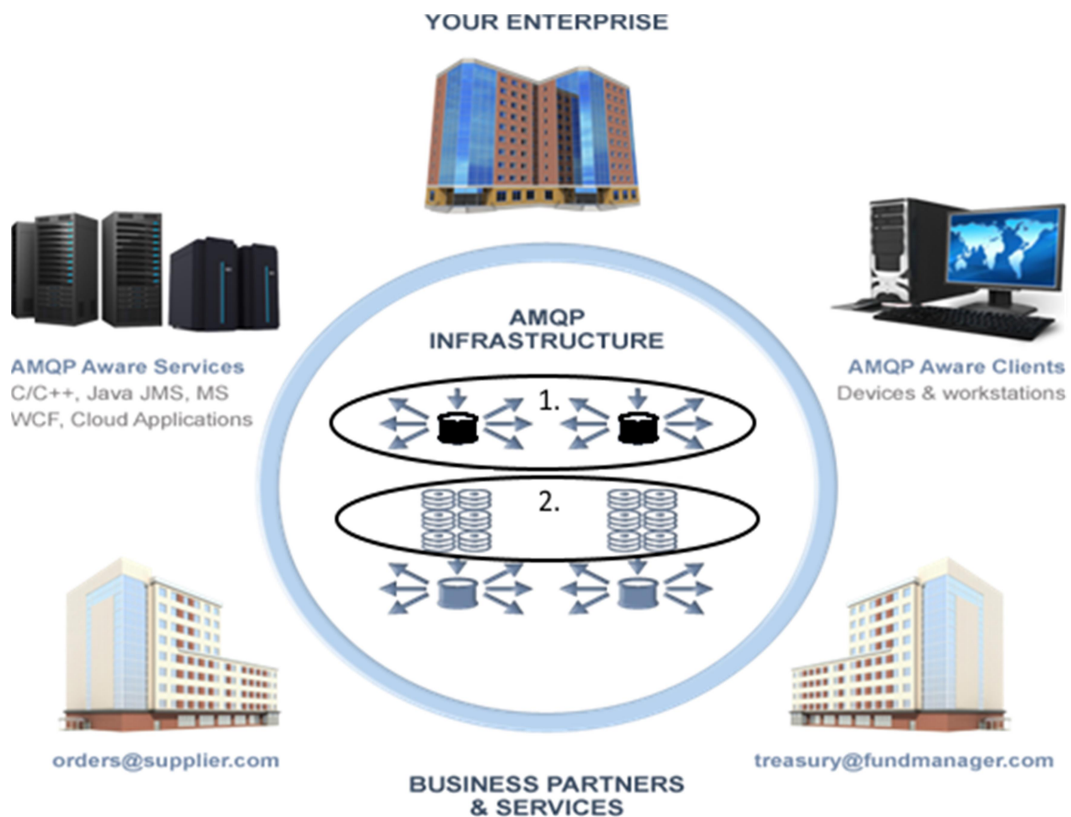 YOUR ENTERPRISE
AMQP
INFRASTRUCTURE
AMQP Aware Services
C/C++, Java JMS, MS
WCF, Cloud Applications
AMQP Aware Clients
Devices & workstations
1.
2.
orders@supplier.com
treasury@fundmanager.com
BUSINESS PARTNERS
& SERVICES